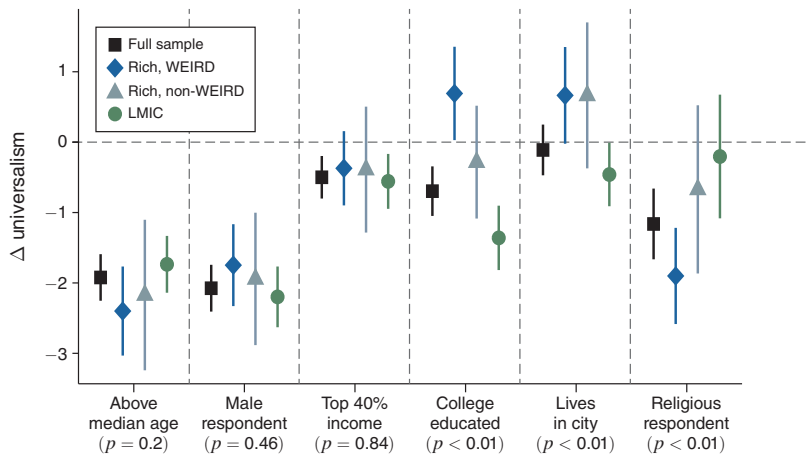 Full sample
Rich, WEIRD
Rich, non-WEIRD
LMIC
Δ universalism
1
0
−1
−2
−3
Above
median age
(p = 0.2)
Male
respondent
(p = 0.46)
Top 40%
income
(p = 0.84)
College
educated
(p < 0.01)
Lives
in city
(p < 0.01)
Religious
respondent
(p < 0.01)